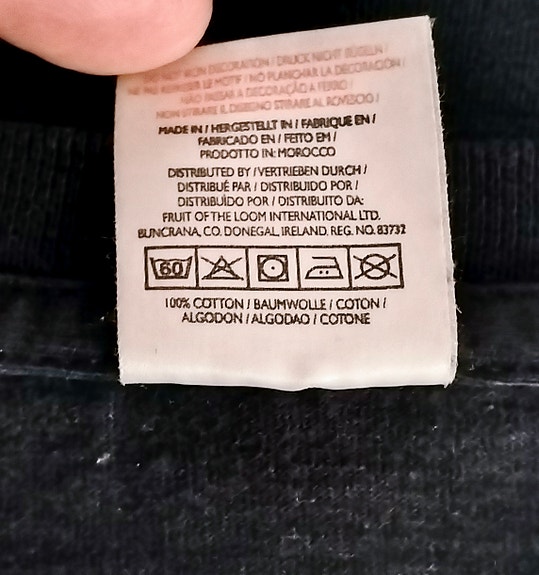 NOT IRON DECORATION / DRUCK NICHT BÜGELN /
NE PAS REPASSER LE MOTIF / NO PLANCHAR LA DECORACIÓN /
NÃO PASSAR A DECORAÇÃO A FERRO /
NON STIRARE IL DISEGNO STIRARE AL ROVESCIO /
MADE IN / HERGESTELLT IN / FABRIQUE EN /
FABRICADO EN / FEITO EM /
PRODOTTO IN: MOROCCO
DISTRIBUTED BY / VERTRIEBEN DURCH /
DISTRIBUÉ PAR / DISTRIBUIDO POR /
DISTRIBUÍDO POR / DISTRIBUITO DA:
FRUIT OF THE LOOM INTERNATIONAL LTD.
BUNCRANA, CO. DONEGAL, IRELAND. REG. NO. 83732
60
100% COTTON / BAUMWOLLE / COTON /
ALGODON / ALGODAO / COTONE